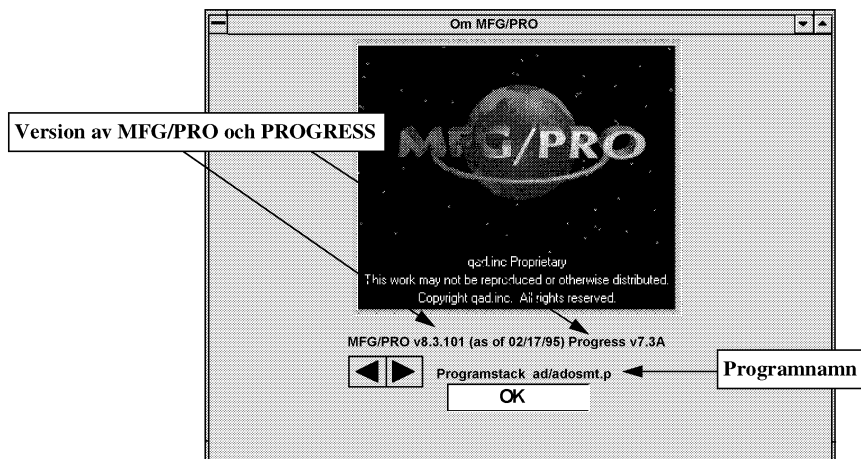 Om MFG/PRO
Version av MFG/PRO och PROGRESS
MFG/PRO
qad.inc Proprietary
This work may not be reproduced or otherwise distributed.
Copyright qad.inc. All rights reserved.
MFG/PRO v8.3.101 (as of 02/17/95) Progress v7.3A
Programstack ad/adosmt.p
Programnamn
OK